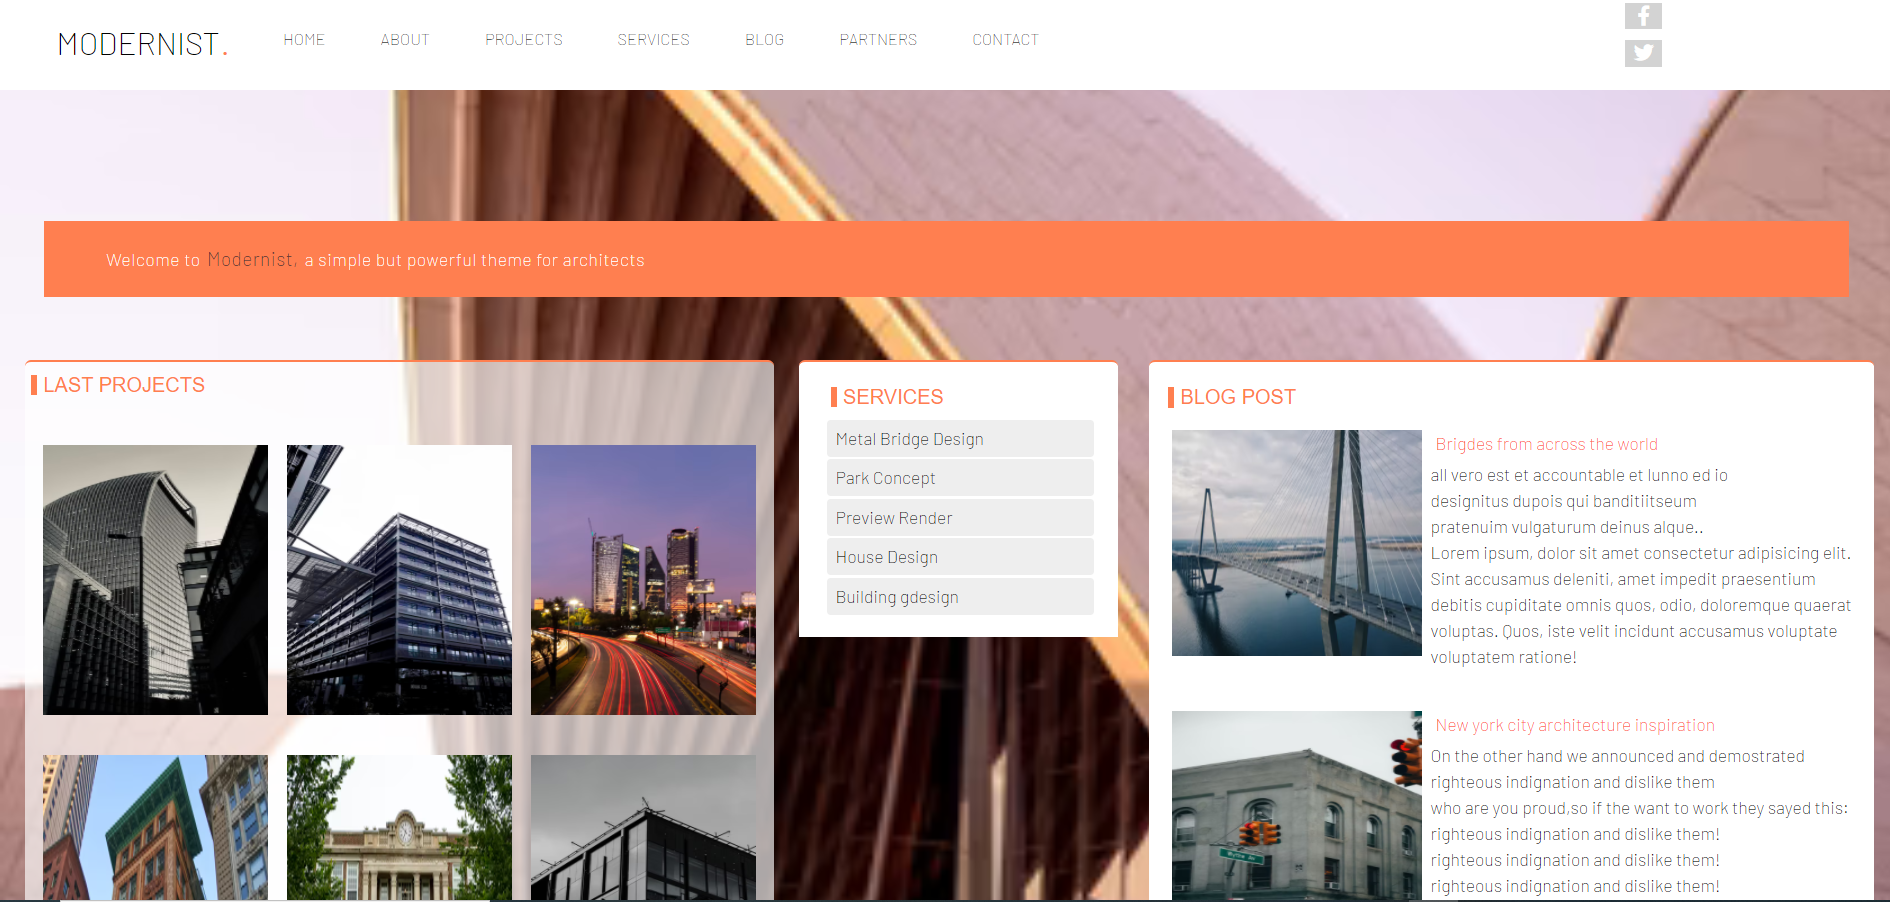 MODERNIST.
HOME ABOUT PROJECTS SERVICES BLOG PARTNERS CONTACT
Welcome to Modernist, a simple but powerful theme for architects
LAST PROJECTS
SERVICES
Metal Bridge Design
Park Concept
Preview Render
House Design
Building gdesign
BLOG POST
Brigdes from across the world
all vero est et accountable et lunno ed io
designitus dupois qui banditiitseum
pratenuim vulgaturum deinus alque..
Lorem ipsum, dolor sit amet consectetur adipisicing elit.
Sint accusamus deleniti, amet impedit praesentium
debitis cupiditate omnis quos, odio, doloremque quaerat
voluptas. Quos, iste velit incidunt accusamus voluptate
voluptatem ratione!
New york city architecture inspiration
On the other hand we announced and demostrated
righteous indignation and dislike them
who are you proud,so if the want to work they sayed this:
righteous indignation and dislike them!
righteous indignation and dislike them!
righteous indignation and dislike them!